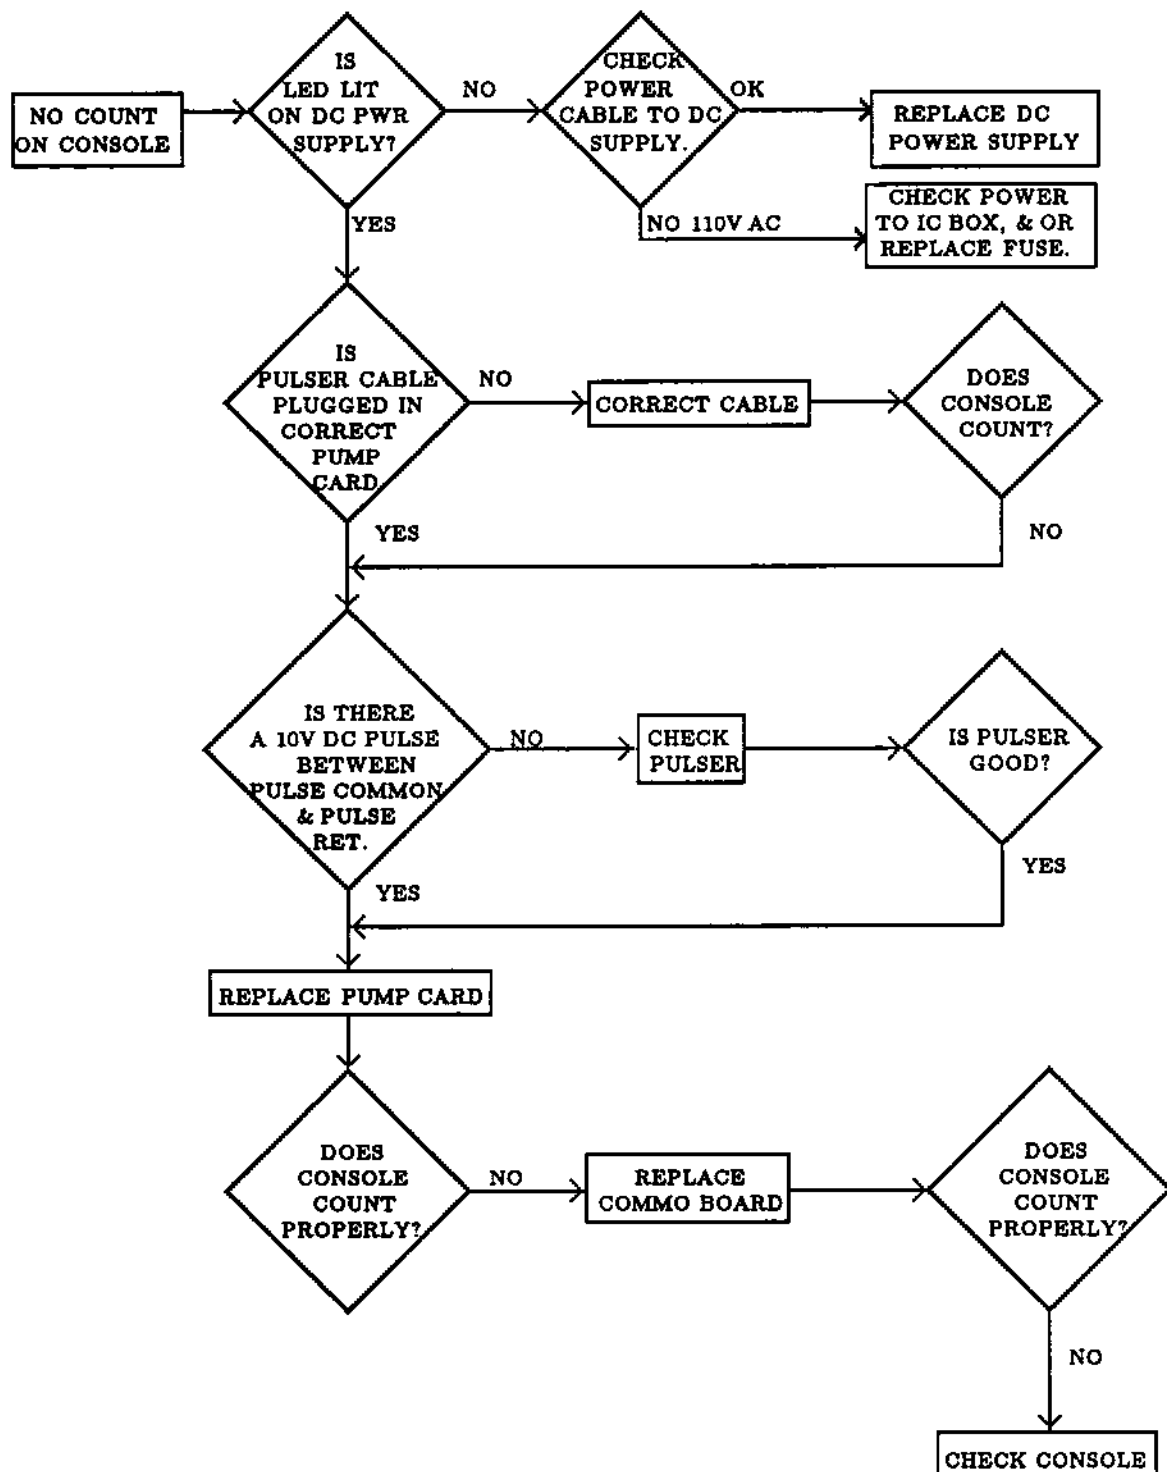 NO COUNT
ON CONSOLE
IS
LED LIT
ON DC PWR
SUPPLY?
NO
CHECK
POWER
CABLE TO DC
SUPPLY.
OK
REPLACE DC
POWER SUPPLY
NO 110V AC
CHECK POWER
TO IC BOX, & OR
REPLACE FUSE.
YES
IS
PULSER CABLE
PLUGGED IN
CORRECT
PUMP
CARD
NO
CORRECT CABLE
DOES
CONSOLE
COUNT?
YES
NO
IS THERE
A 10V DC PULSE
BETWEEN
PULSE COMMON
& PULSE
RET.
NO
CHECK
PULSER
IS PULSER
GOOD?
YES
YES
REPLACE PUMP CARD
DOES
CONSOLE
COUNT
PROPERLY?
NO
REPLACE
COMMO BOARD
DOES
CONSOLE
COUNT
PROPERLY?
NO
CHECK CONSOLE